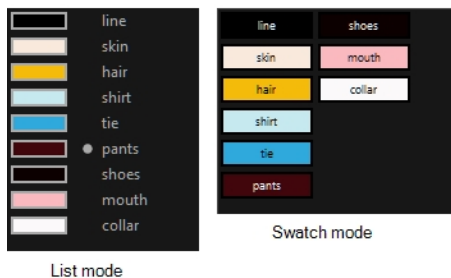 line
skin
hair
shirt
tie
pants
shoes
mouth
collar
List mode
line shoes
skin mouth
hair collar
shirt
tie
pants
Swatch mode